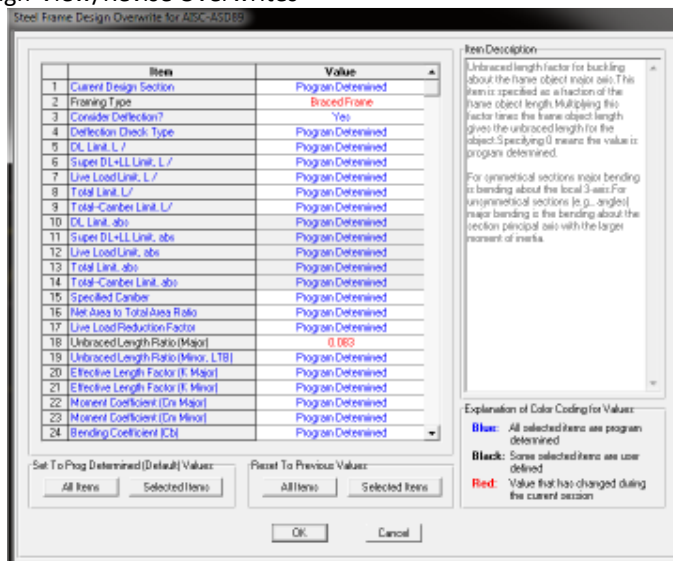 Steel Frame Design Overwrite for AISC-ASD89
Item Value
1 Current Design Section Program Determined
2 Framing Type Braced Frame
3 Consider Deflection? Yes
4 Deflection Check Type Program Determined
5 DL Limit, L / Program Determined
6 Super DL+LL Limit, L / Program Determined
7 Live Load Limit, L / Program Determined
8 Total Limit, L/ Program Determined
9 Total-Camber Limit, L/ Program Determined
10 DL Limit, abs Program Determined
11 Super DL+LL Limit, abs Program Determined
12 Live Load Limit, abs Program Determined
13 Total Limit, abs Program Determined
14 Total-Camber Limit, abs Program Determined
15 Specified Camber Program Determined
16 Net Area to Total Area Ratio Program Determined
17 Live Load Reduction Factor Program Determined
18 Unbraced Length Ratio (Major) 0.083
19 Unbraced Length Ratio (Minor, LTB) Program Determined
20 Effective Length Factor (K Major) Program Determined
21 Effective Length Factor (K Minor) Program Determined
22 Moment Coefficient (Cm Major) Program Determined
23 Moment Coefficient (Cm Minor) Program Determined
24 Bending Coefficient (Cb) Program Determined
Item Description
Unbraced length factor for buckling
about the frame object major axis.This
item is specified as a fraction of the
frame object length.Multiplying this
factor times the frame object length
gives the unbraced length for the
object.Specifying 0 means the value is
program determined.
For symmetrical sections major bending
is bending about the local 3-axis.For
unsymmetrical sections (e.g., angles)
major bending is the bending about the
section principal axis with the larger
moment of inertia.
Explanation of Color Coding for Values
Blue: All selected items are program
determined
Black: Some selected items are user
defined
Red: Value that has changed during
the current session
Set To Prog Determined (Default) Values
All Items Selected Items
Reset To Previous Values
All Items Selected Items
OK Cancel